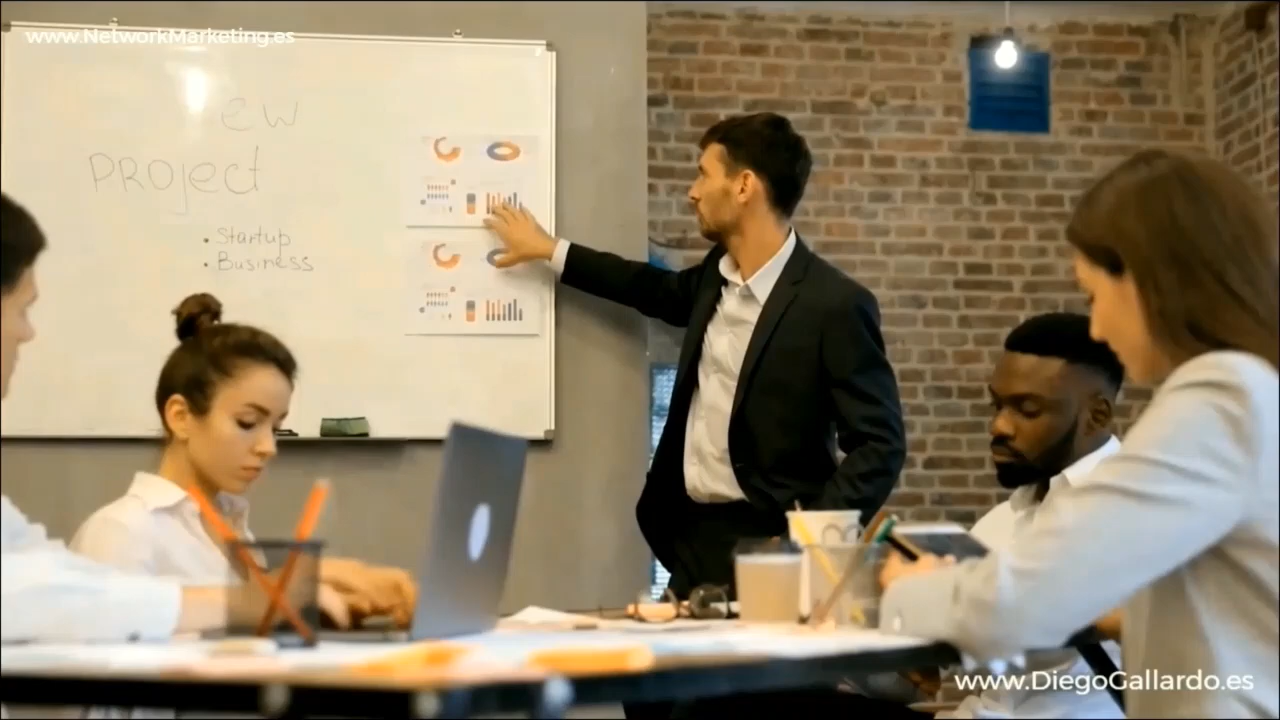 www.NetworkMarketing.es
ew
PROject
• Startup
• Business
www.DiegoGallardo.es